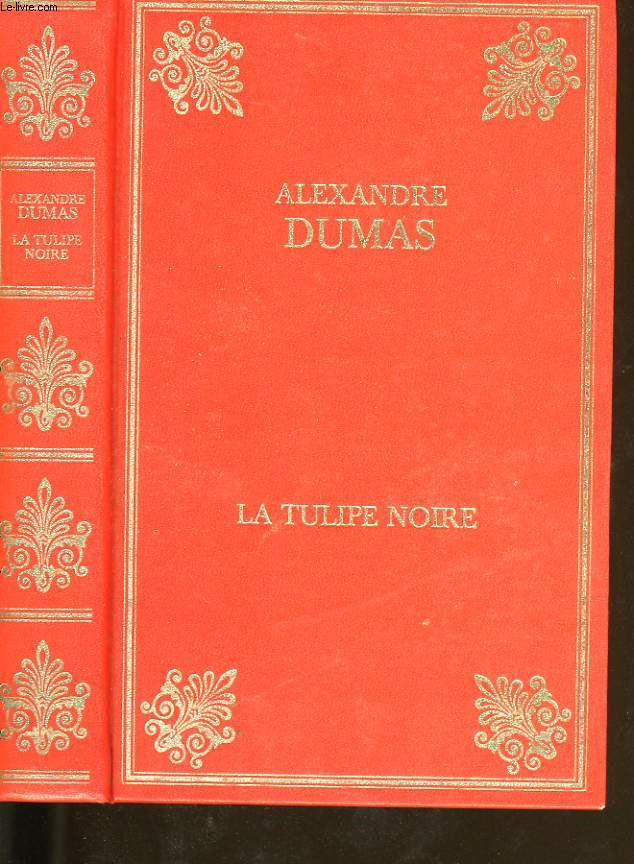 Le-livre.com
ALEXANDRE
DUMAS
LA TULIPE
NOIRE
ALEXANDRE
DUMAS
LA TULIPE NOIRE